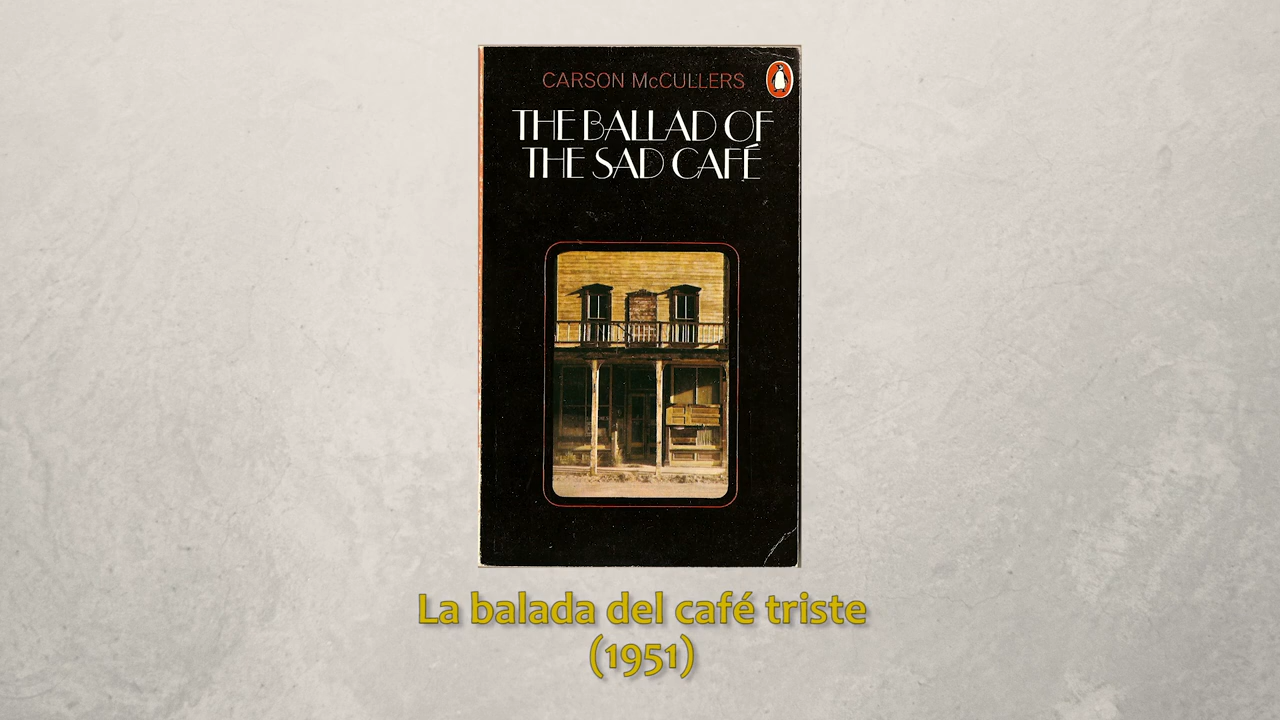 CARSON McCULLERS
THE BALLAD OF
THE SAD CAFÉ
La balada del café triste
(1951)